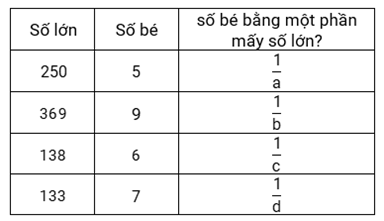 Số lớn | Số bé | số bé bằng một phần mấy số lớn?
250 | 5 | 1/a
369 | 9 | 1/b
138 | 6 | 1/c
133 | 7 | 1/d